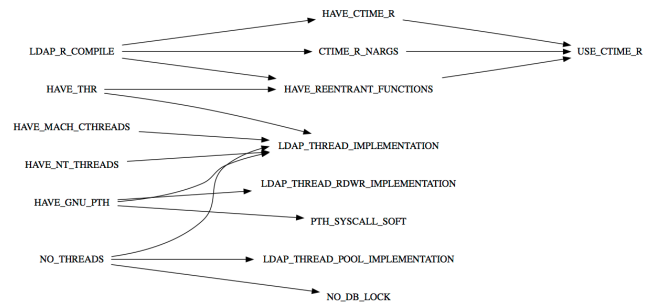 HAVE_CTIME_R
LDAP_R_COMPILE
CTIME_R_NARGS
USE_CTIME_R
HAVE_THR
HAVE_REENTRANT_FUNCTIONS
HAVE_MACH_CTHREADS
LDAP_THREAD_IMPLEMENTATION
HAVE_NT_THREADS
LDAP_THREAD_RDWR_IMPLEMENTATION
HAVE_GNU_PTH
PTH_SYSCALL_SOFT
NO_THREADS
LDAP_THREAD_POOL_IMPLEMENTATION
NO_DB_LOCK